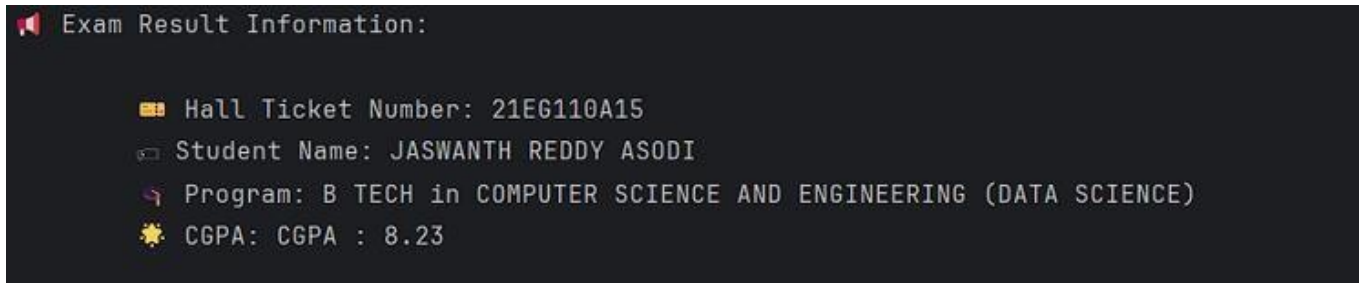 📢 Exam Result Information:
🎫 Hall Ticket Number: 21EG110A15
🏷 Student Name: JASWANTH REDDY ASODI
Program: B TECH in COMPUTER SCIENCE AND ENGINEERING (DATA SCIENCE)
🌟 CGPA: CGPA : 8.23